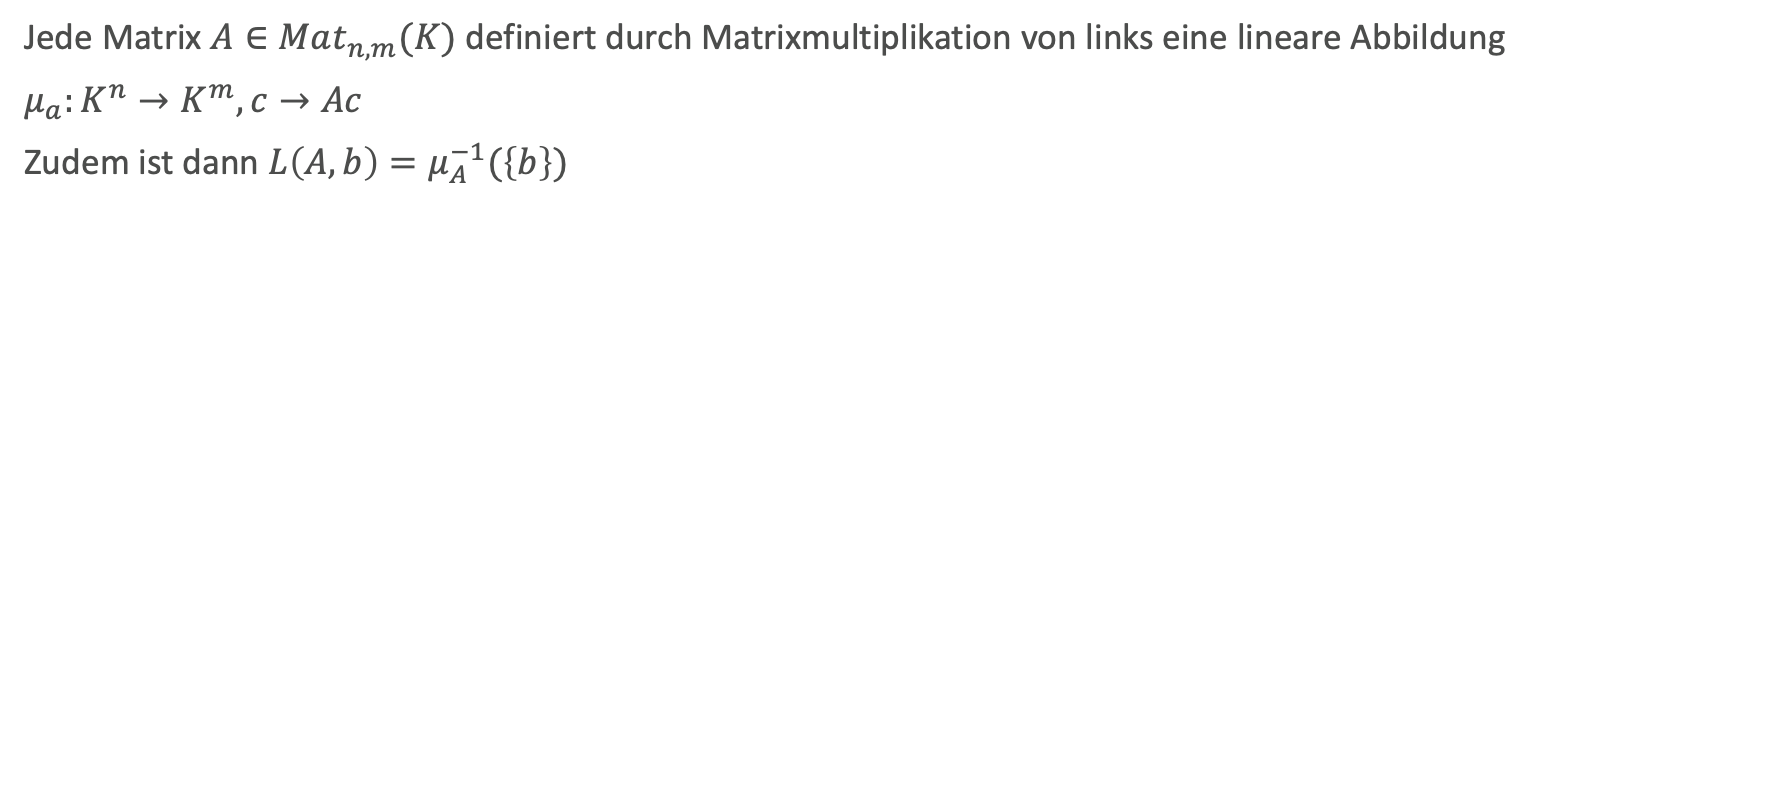 Jede Matrix A ∈ Mat_{n,m}(K) definiert durch Matrixmultiplikation von links eine lineare Abbildung
μ_a: K^n → K^m, c → Ac
Zudem ist dann L(A, b) = μ_A^{-1}({b})